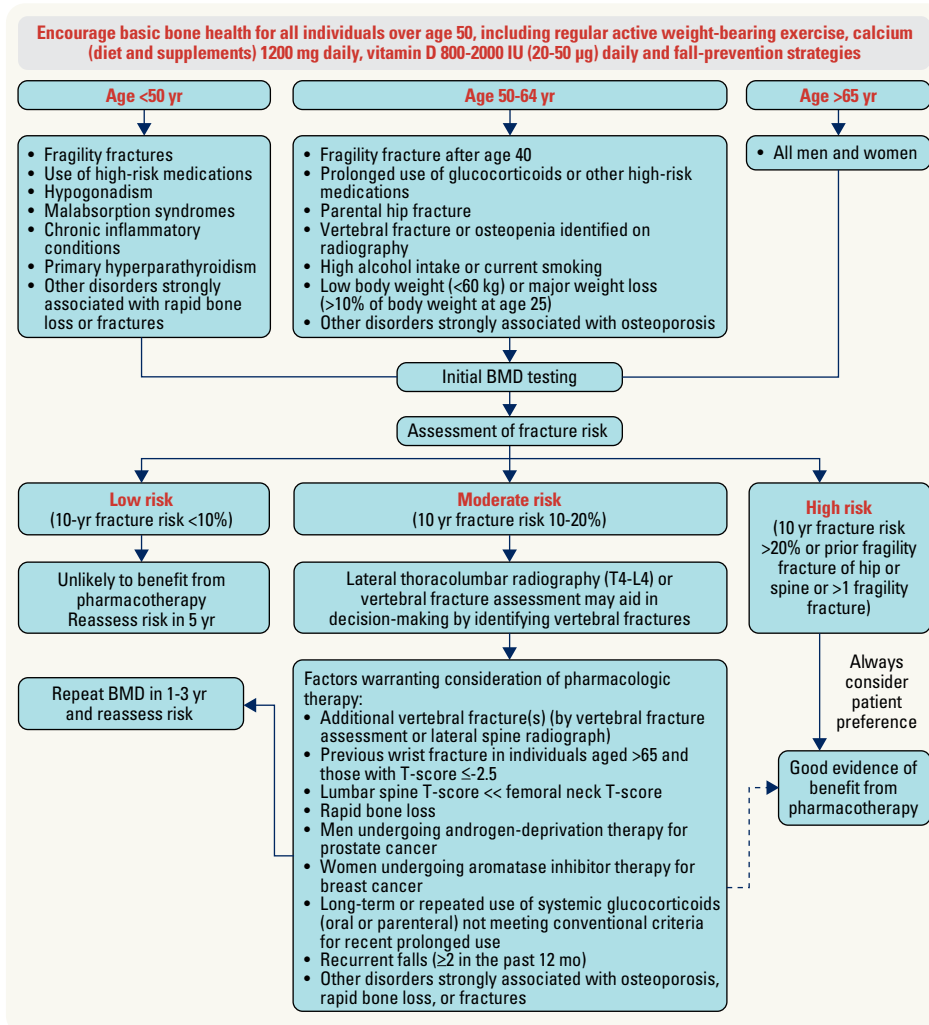 Encourage basic bone health for all individuals over age 50, including regular active weight-bearing exercise, calcium
(diet and supplements) 1200 mg daily, vitamin D 800-2000 IU (20-50 µg) daily and fall-prevention strategies
Age <50 yr
• Fragility fractures
• Use of high-risk medications
• Hypogonadism
• Malabsorption syndromes
• Chronic inflammatory
conditions
• Primary hyperparathyroidism
• Other disorders strongly
associated with rapid bone
loss or fractures
Age 50-64 yr
• Fragility fracture after age 40
• Prolonged use of glucocorticoids or other high-risk
medications
• Parental hip fracture
• Vertebral fracture or osteopenia identified on
radiography
• High alcohol intake or current smoking
• Low body weight (<60 kg) or major weight loss
(>10% of body weight at age 25)
• Other disorders strongly associated with osteoporosis
Age >65 yr
• All men and women
Initial BMD testing
Assessment of fracture risk
Low risk
(10-yr fracture risk <10%)
Unlikely to benefit from
pharmacotherapy
Reassess risk in 5 yr
Moderate risk
(10 yr fracture risk 10-20%)
Lateral thoracolumbar radiography (T4-L4) or
vertebral fracture assessment may aid in
decision-making by identifying vertebral fractures
High risk
(10 yr fracture risk
>20% or prior fragility
fracture of hip or
spine or >1 fragility
fracture)
Repeat BMD in 1-3 yr
and reassess risk
Factors warranting consideration of pharmacologic
therapy:
• Additional vertebral fracture(s) (by vertebral fracture
assessment or lateral spine radiograph)
• Previous wrist fracture in individuals aged >65 and
those with T-score ≤-2.5
• Lumbar spine T-score << femoral neck T-score
• Rapid bone loss
• Men undergoing androgen-deprivation therapy for
prostate cancer
• Women undergoing aromatase inhibitor therapy for
breast cancer
• Long-term or repeated use of systemic glucocorticoids
(oral or parenteral) not meeting conventional criteria
for recent prolonged use
• Recurrent falls (≥2 in the past 12 mo)
• Other disorders strongly associated with osteoporosis,
rapid bone loss, or fractures
Always
consider
patient
preference
Good evidence of
benefit from
pharmacotherapy